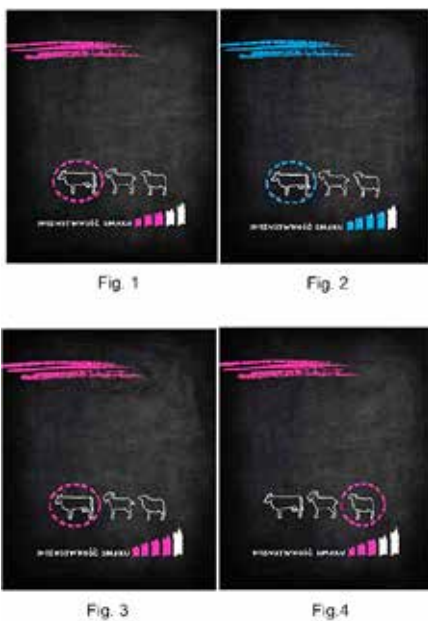 INTENSYWNOŚĆ SMAKU
INTENSYWNOŚĆ SMAKU
Fig. 1
Fig. 2
INTENSYWNOŚĆ SMAKU
INTENSYWNOŚĆ SMAKU
Fig. 3
Fig.4